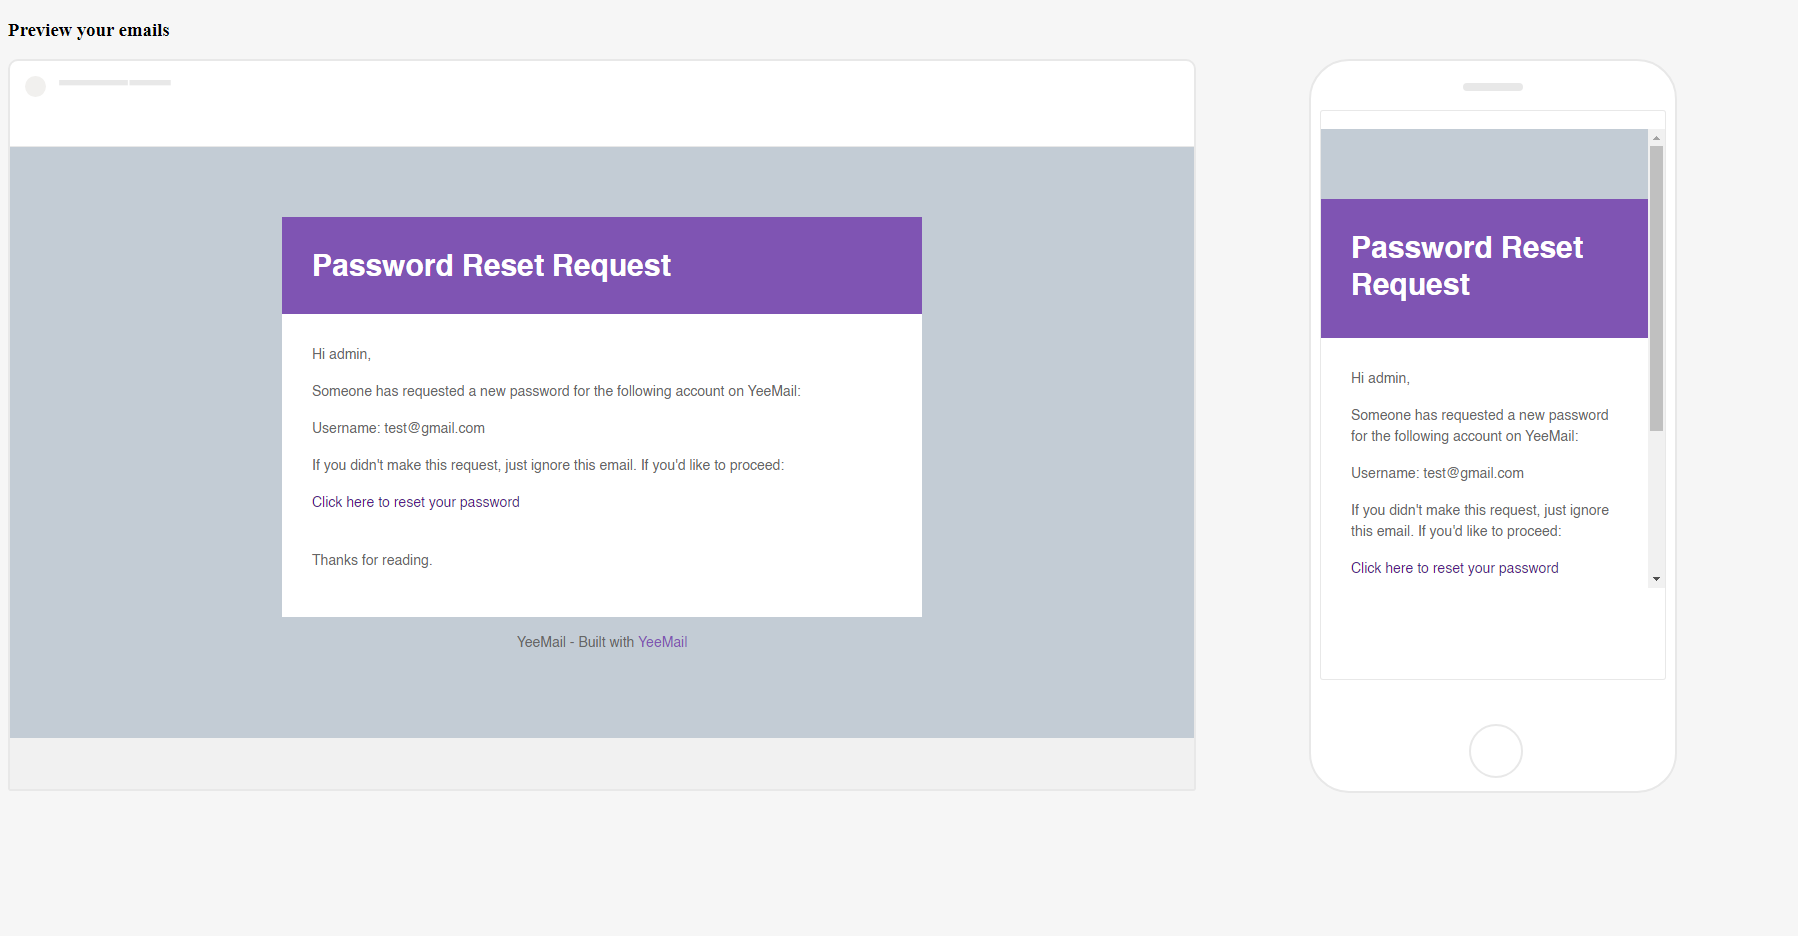 Preview your emails
Password Reset Request
Hi admin,
Someone has requested a new password for the following account on YeeMail:
Username: test@gmail.com
If you didn't make this request, just ignore this email. If you'd like to proceed:
Click here to reset your password
Thanks for reading.
YeeMail - Built with YeeMail
Password Reset
Request
Hi admin,
Someone has requested a new password
for the following account on YeeMail:
Username: test@gmail.com
If you didn't make this request, just ignore
this email. If you'd like to proceed:
Click here to reset your password